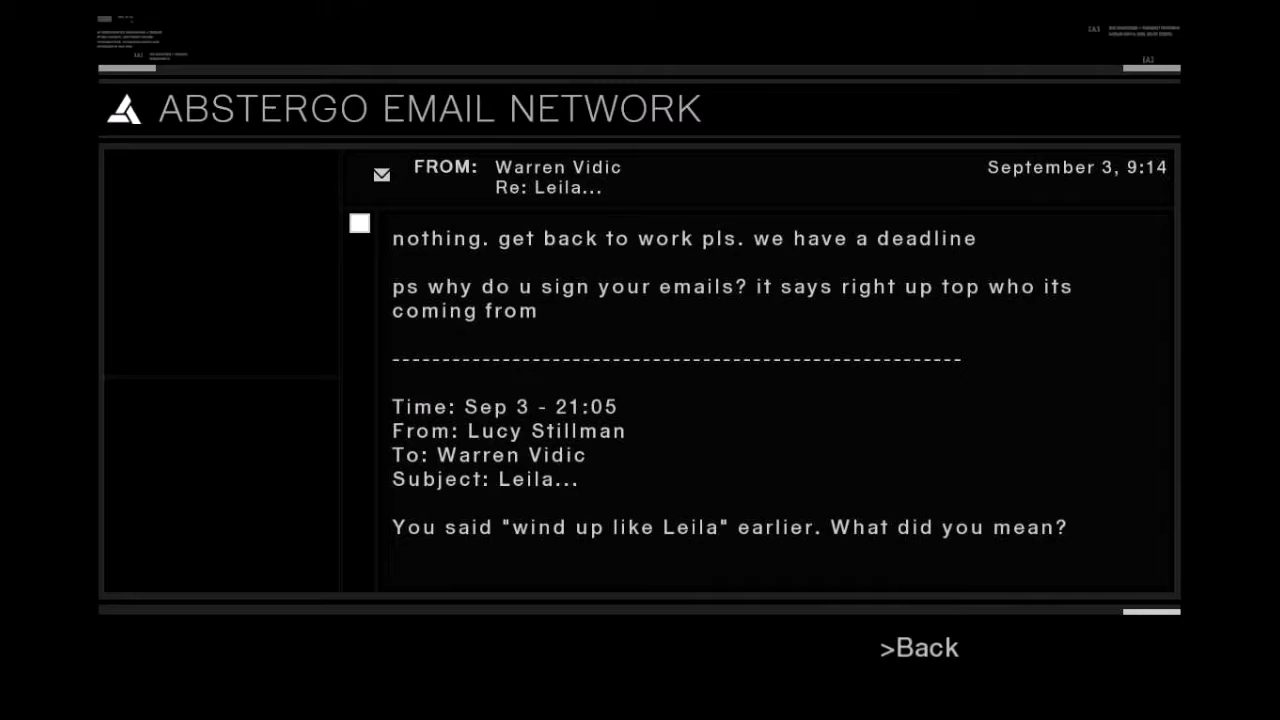 ABSTERGO EMAIL NETWORK
FROM: Warren Vidic
September 3, 9:14
Re: Leila...
nothing. get back to work pls. we have a deadline
ps why do u sign your emails? it says right up top who its
coming from
---------------------------------------------------------
Time: Sep 3 - 21:05
From: Lucy Stillman
To: Warren Vidic
Subject: Leila...
You said "wind up like Leila" earlier. What did you mean?
>Back